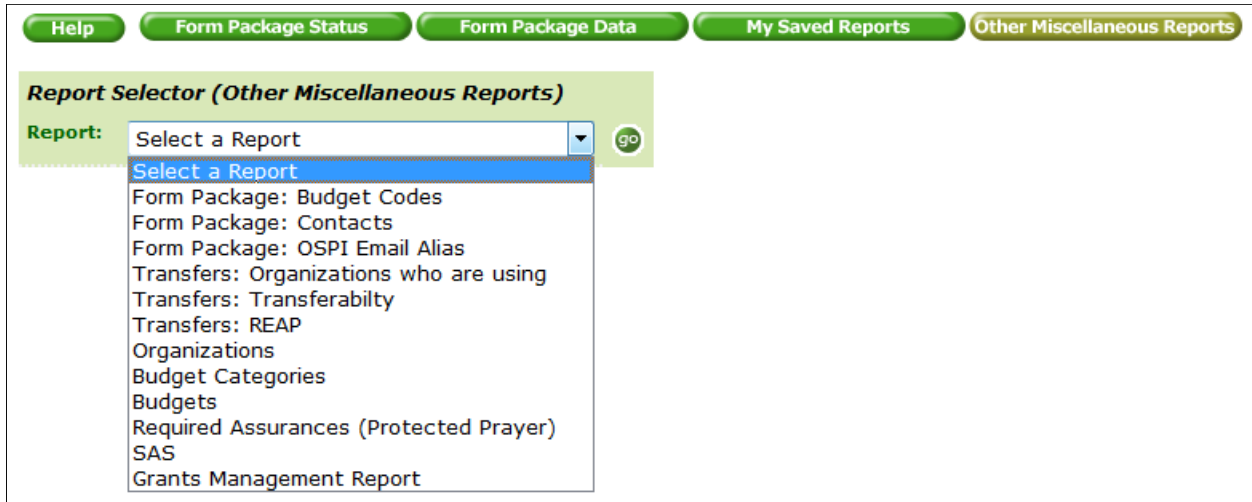 Help Form Package Status Form Package Data My Saved Reports Other Miscellaneous Reports
Report Selector (Other Miscellaneous Reports)
Report: Select a Report go
Select a Report
Form Package: Budget Codes
Form Package: Contacts
Form Package: OSPI Email Alias
Transfers: Organizations who are using
Transfers: Transferabilty
Transfers: REAP
Organizations
Budget Categories
Budgets
Required Assurances (Protected Prayer)
SAS
Grants Management Report